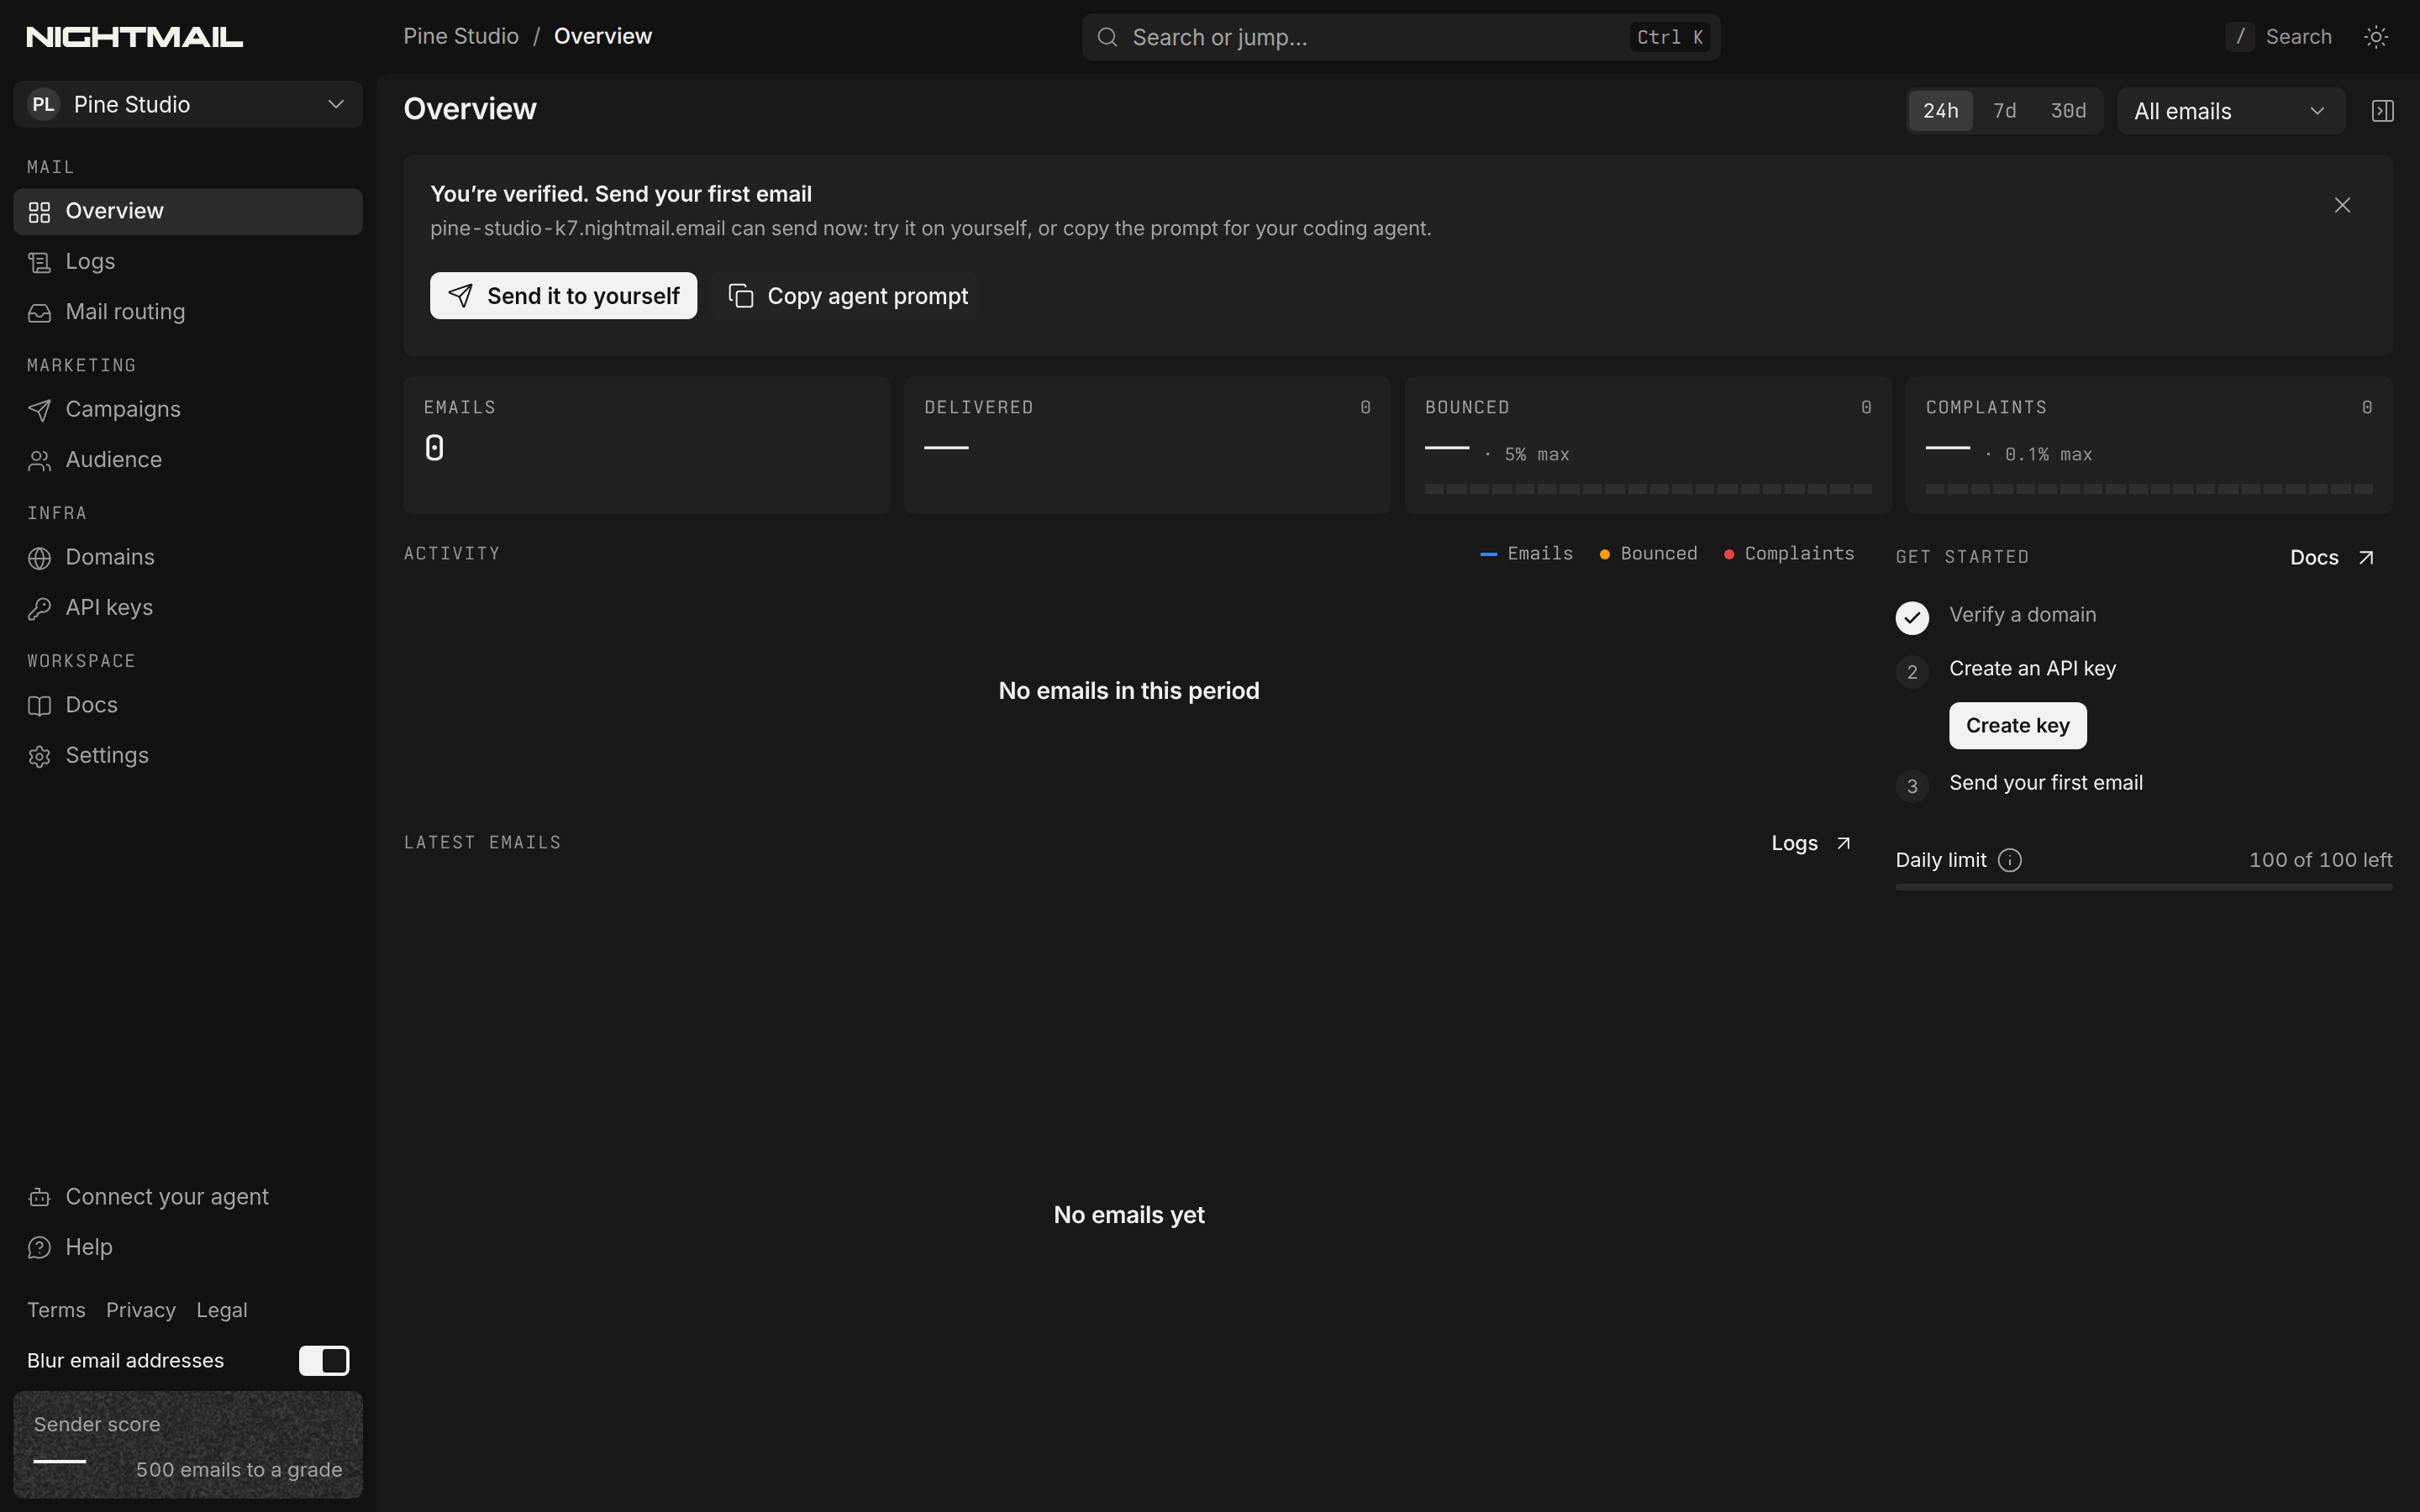 NIGHTMAIL
Pine Studio / Overview
Search or jump... Ctrl K
/ Search
PL Pine Studio
MAIL
Overview
Logs
Mail routing
MARKETING
Campaigns
Audience
INFRA
Domains
API keys
WORKSPACE
Docs
Settings
Connect your agent
Help
Terms Privacy Legal
Blur email addresses
Sender score
— 500 emails to a grade
Overview
24h 7d 30d All emails
You’re verified. Send your first email
pine-studio-k7.nightmail.email can send now: try it on yourself, or copy the prompt for your coding agent.
Send it to yourself Copy agent prompt
EMAILS
0
DELIVERED 0
—
BOUNCED 0
— · 5% max
COMPLAINTS 0
— · 0.1% max
ACTIVITY Emails Bounced Complaints
No emails in this period
LATEST EMAILS Logs
No emails yet
GET STARTED Docs
Verify a domain
2 Create an API key
Create key
3 Send your first email
Daily limit 100 of 100 left